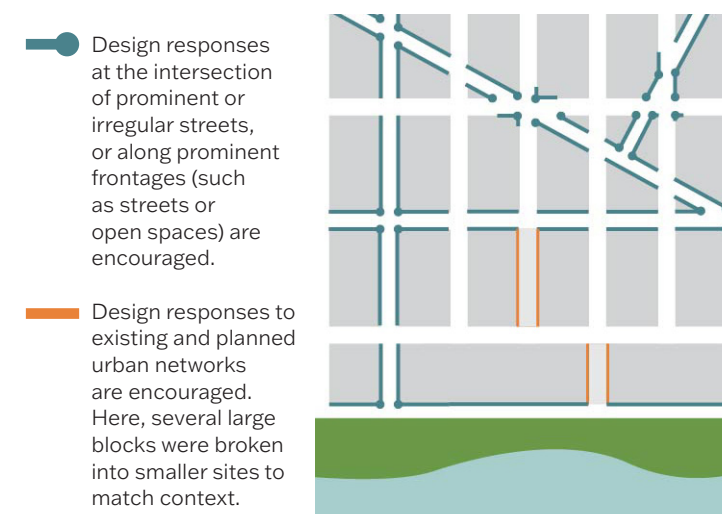 Design responses
at the intersection
of prominent or
irregular streets,
or along prominent
frontages (such
as streets or
open spaces) are
encouraged.
Design responses to
existing and planned
urban networks
are encouraged.
Here, several large
blocks were broken
into smaller sites to
match context.